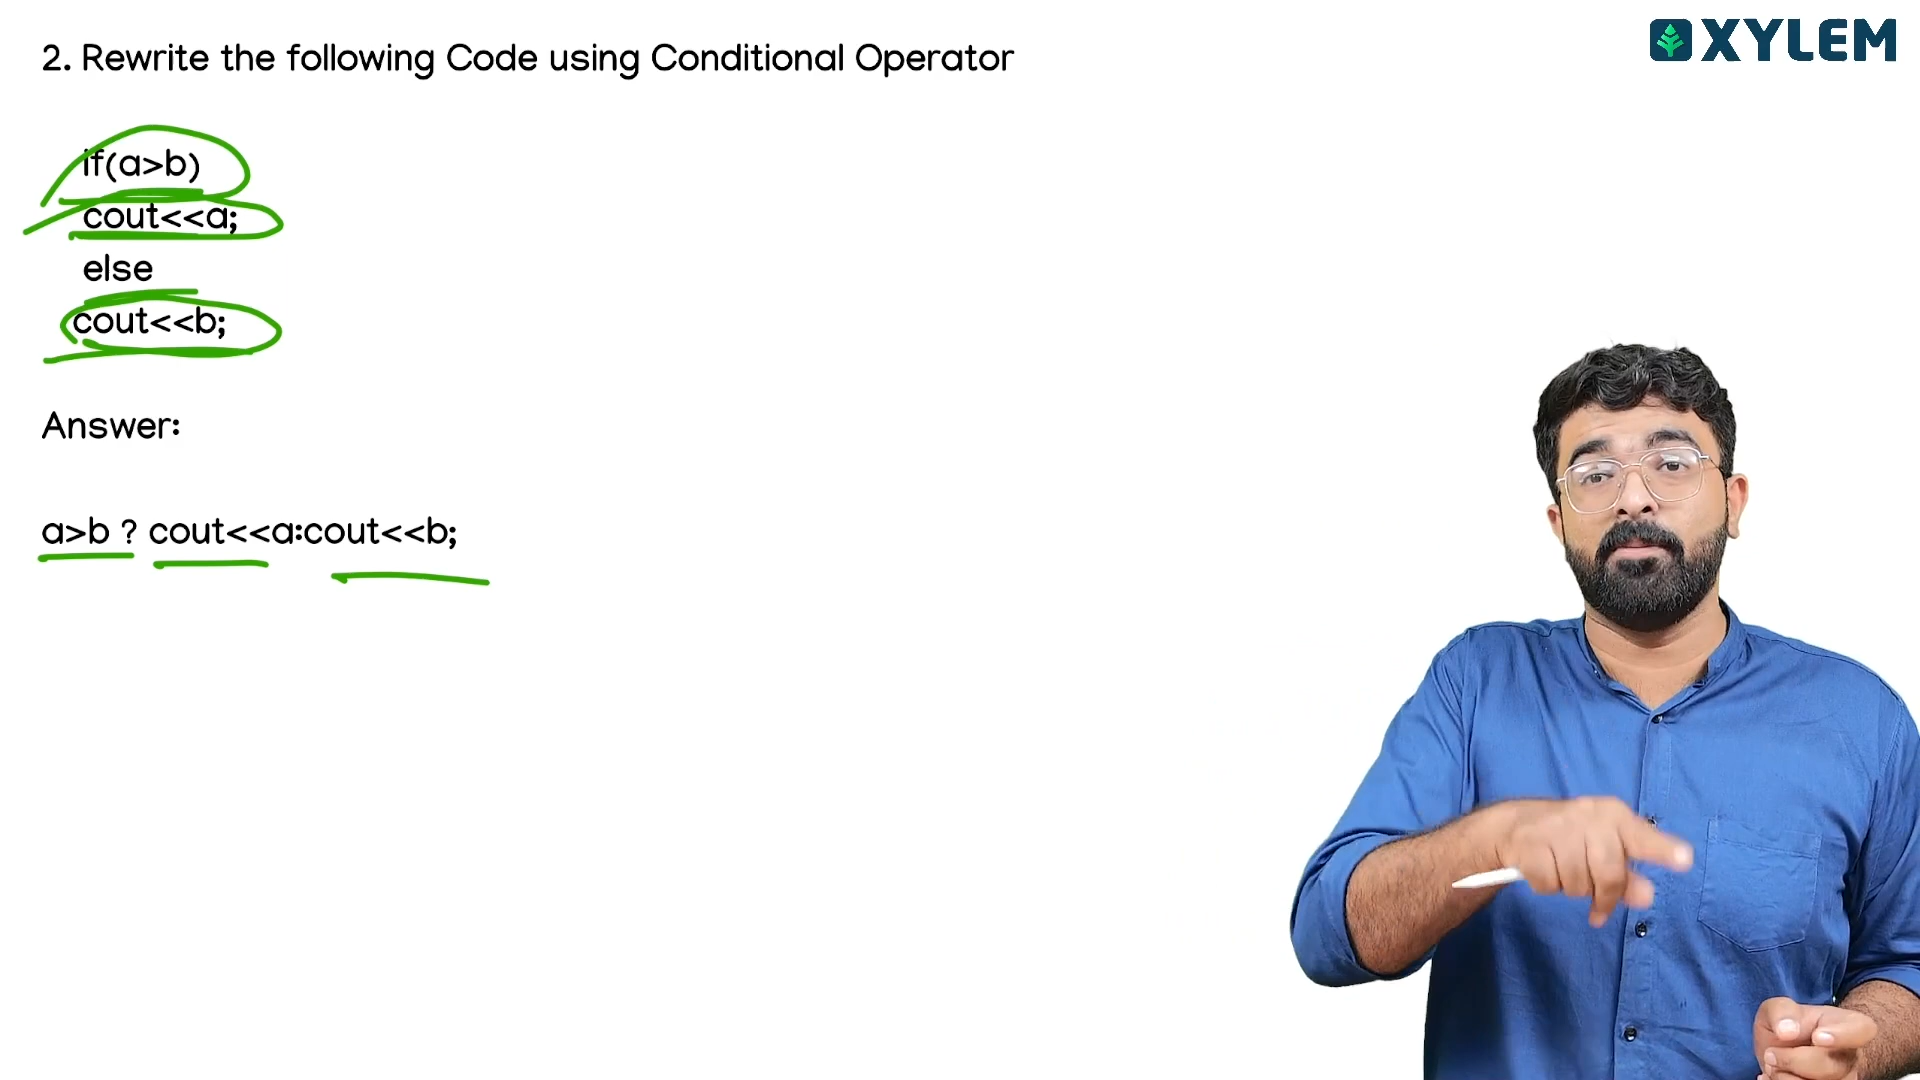 XYLEM
2. Rewrite the following Code using Conditional Operator
if(a>b)
cout<<a;
else
cout<<b;
Answer:
a>b ? cout<<a:cout<<b;